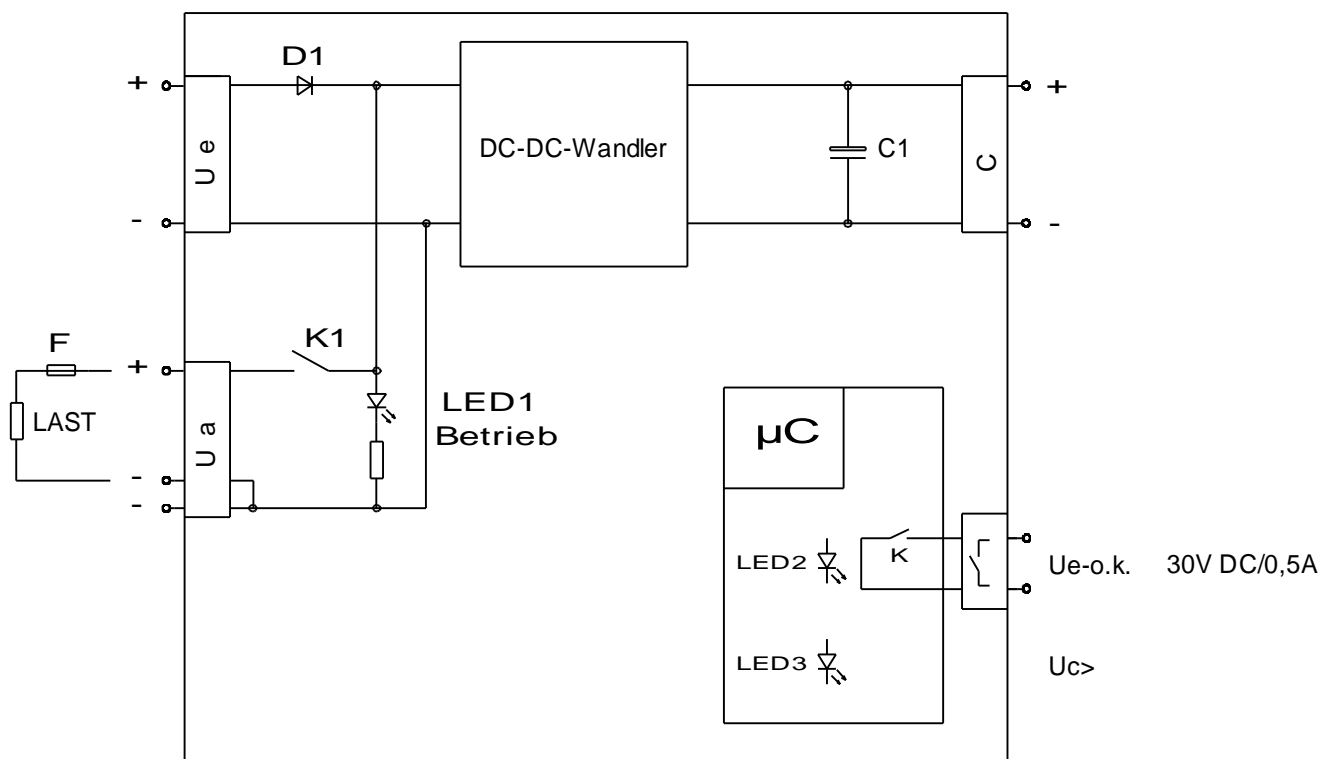 D1
+
+
U e
DC-DC-Wandler
C1
C
-
-
F
+
K1
LAST
U a
LED1
Betrieb
µC
-
-
LED2
K
Ue-o.k. 30V DC/0,5A
LED3
Uc>